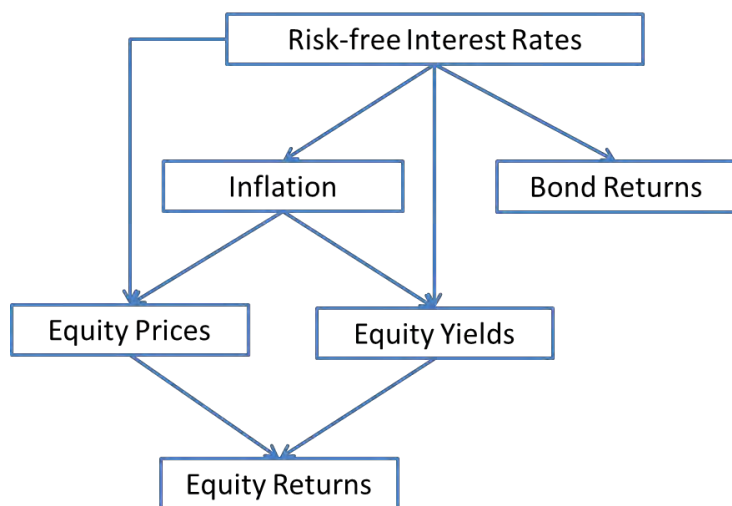 Risk-free Interest Rates
Inflation
Bond Returns
Equity Prices
Equity Yields
Equity Returns